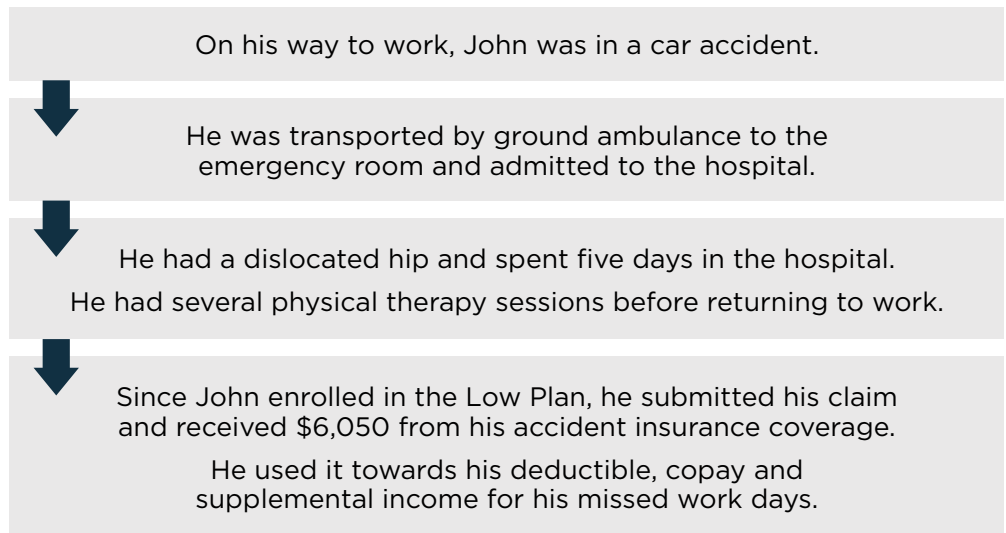 On his way to work, John was in a car accident.
He was transported by ground ambulance to the
emergency room and admitted to the hospital.
He had a dislocated hip and spent five days in the hospital.
He had several physical therapy sessions before returning to work.
Since John enrolled in the Low Plan, he submitted his claim
and received $6,050 from his accident insurance coverage.
He used it towards his deductible, copay and
supplemental income for his missed work days.